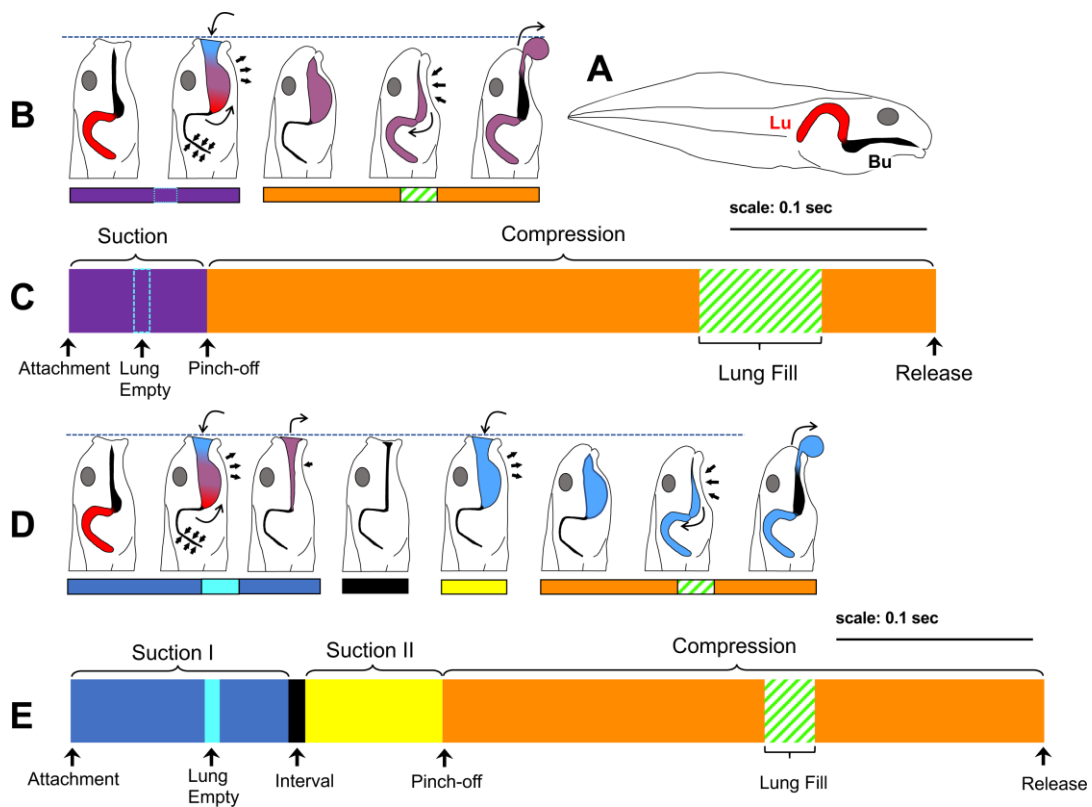 B
A
Lu
Bu
scale: 0.1 sec
Suction
Compression
C
Attachment
Lung
Empty
Pinch-off
Lung Fill
Release
D
scale: 0.1 sec
Suction I
Suction II
Compression
E
Attachment
Lung
Empty
Interval
Pinch-off
Lung Fill
Release